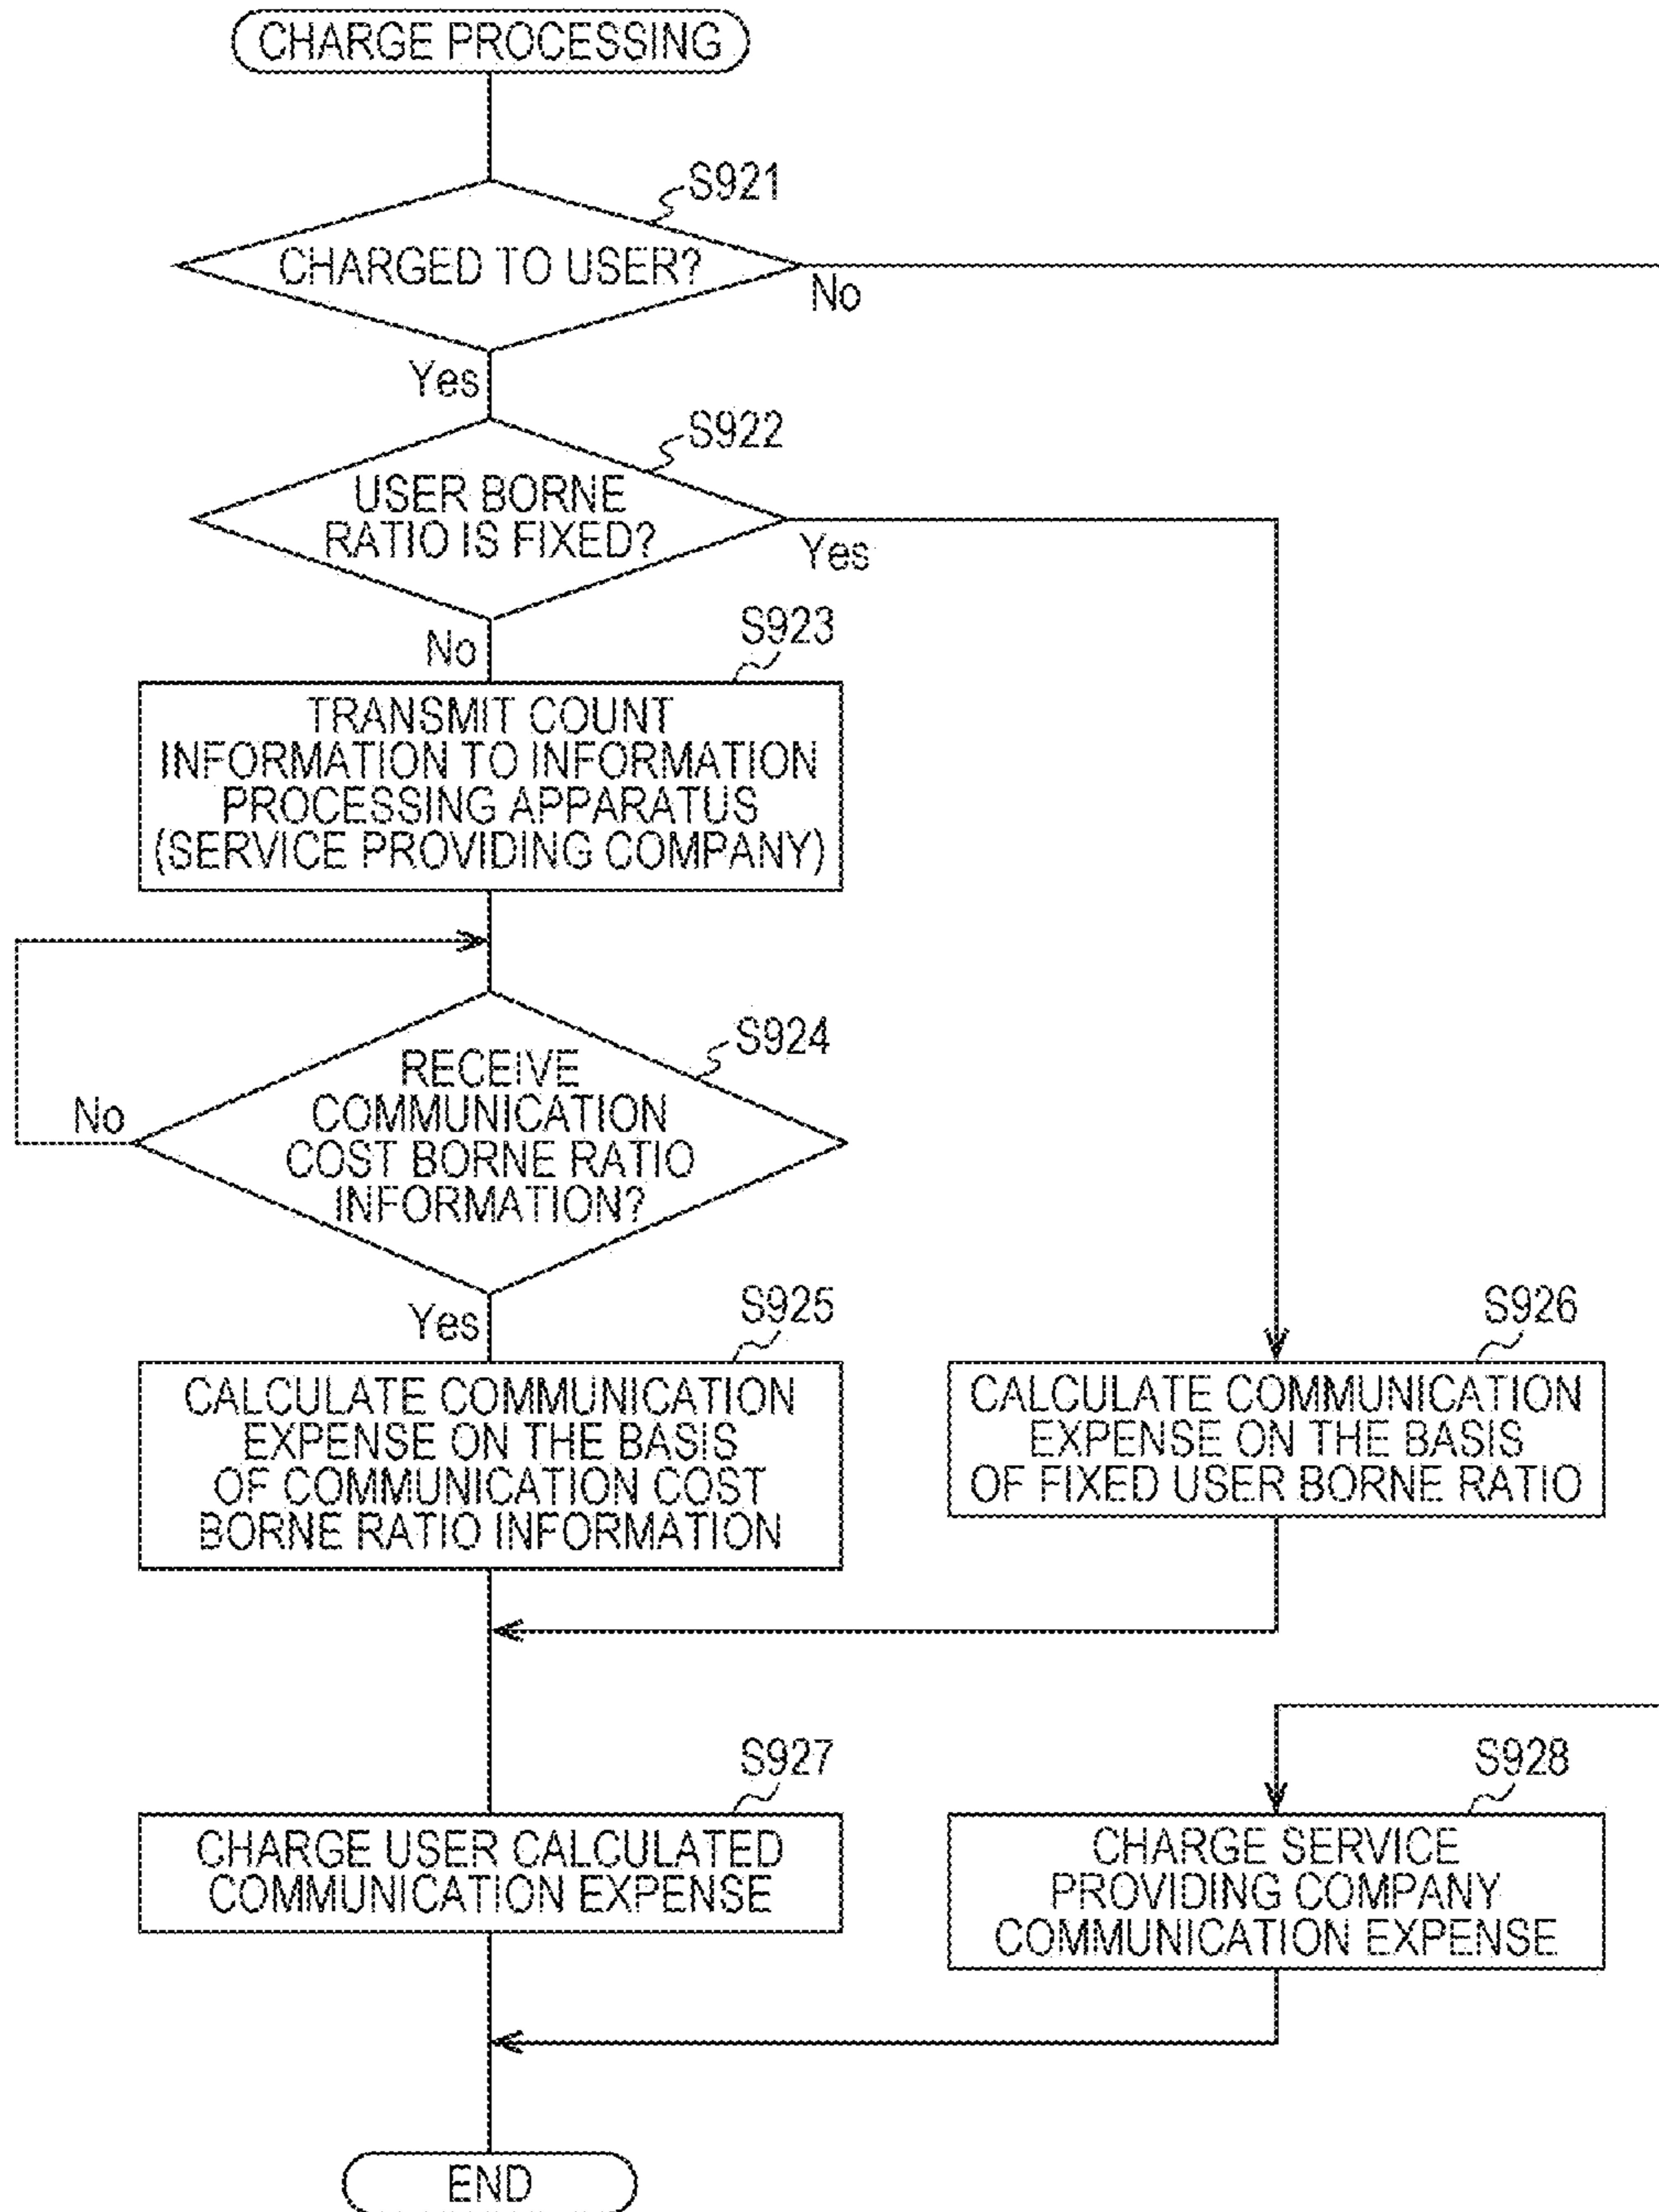 CHARGE PROCESSING
S921
CHARGED TO USER?
No
Yes
S922
USER BORNE
RATIO IS FIXED?
Yes
No
S923
TRANSMIT COUNT
INFORMATION TO INFORMATION
PROCESSING APPARATUS
(SERVICE PROVIDING COMPANY)
S924
RECEIVE
COMMUNICATION
COST BORNE RATIO
INFORMATION?
No
Yes
S925
CALCULATE COMMUNICATION
EXPENSE ON THE BASIS
OF COMMUNICATION COST
BORNE RATIO INFORMATION
S926
CALCULATE COMMUNICATION
EXPENSE ON THE BASIS
OF FIXED USER BORNE RATIO
S927
CHARGE USER CALCULATED
COMMUNICATION EXPENSE
S928
CHARGE SERVICE
PROVIDING COMPANY
COMMUNICATION EXPENSE
END